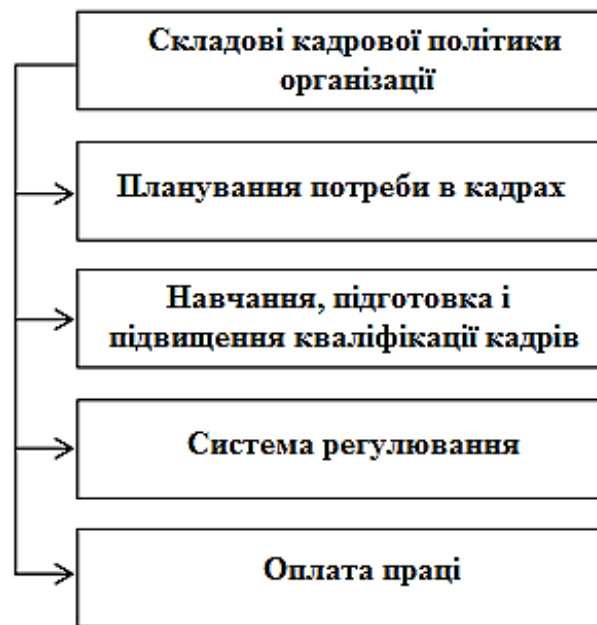 Складові кадрової політики
організації
Планування потреби в кадрах
Навчання, підготовка і
підвищення кваліфікації кадрів
Система регулювання
Оплата праці